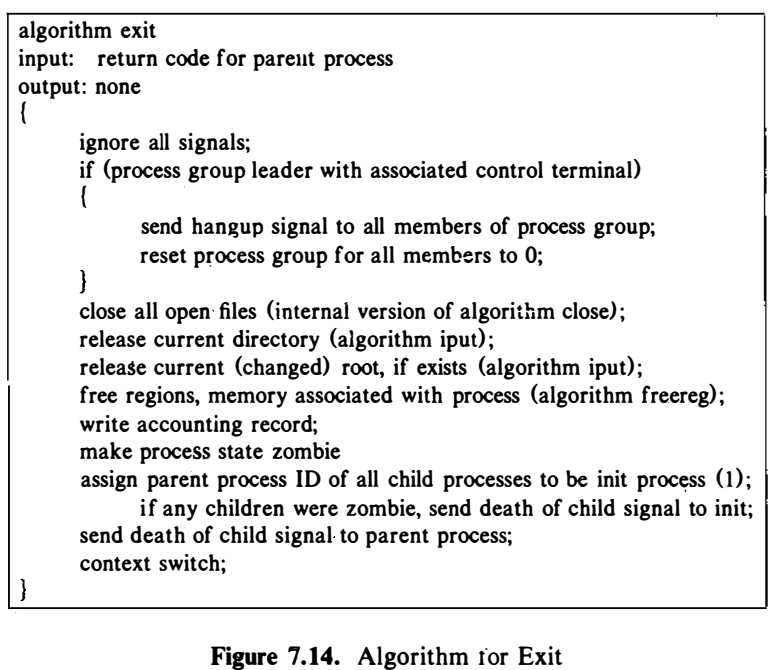 algorithm exit
input: return code for parent process
output: none
{
ignore all signals;
if (process group leader with associated control terminal)
{
send hangup signal to all members of process group;
reset process group for all members to 0;
}
close all open files (internal version of algorithm close);
release current directory (algorithm iput);
release current (changed) root, if exists (algorithm iput);
free regions, memory associated with process (algorithm freereg);
write accounting record;
make process state zombie
assign parent process ID of all child processes to be init process (1);
if any children were zombie, send death of child signal to init;
send death of child signal to parent process;
context switch;
}
Figure 7.14. Algorithm for Exit